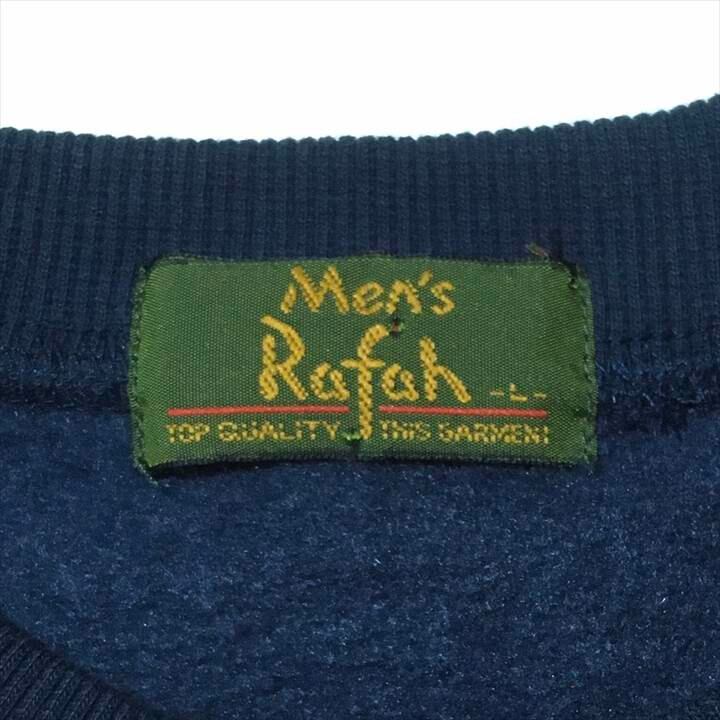 Men's
Rafah -L-
TOP QUALITY THIS GARMENT